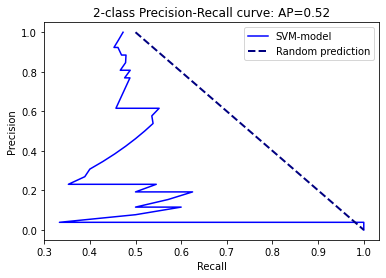 2-class Precision-Recall curve: AP=0.52
SVM-model
Random prediction
Precision
1.0
0.8
0.6
0.4
0.2
0.0
0.3 0.4 0.5 0.6 0.7 0.8 0.9 1.0
Recall